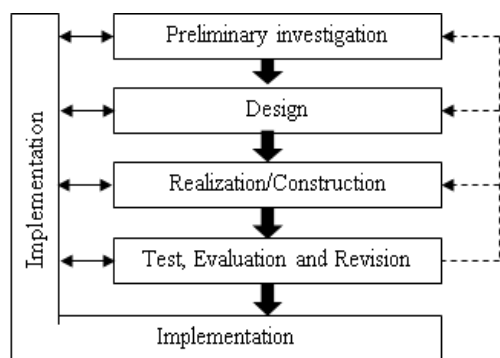 Preliminary investigation
Design
Realization/Construction
Test, Evaluation and Revision
Implementation
Implementation